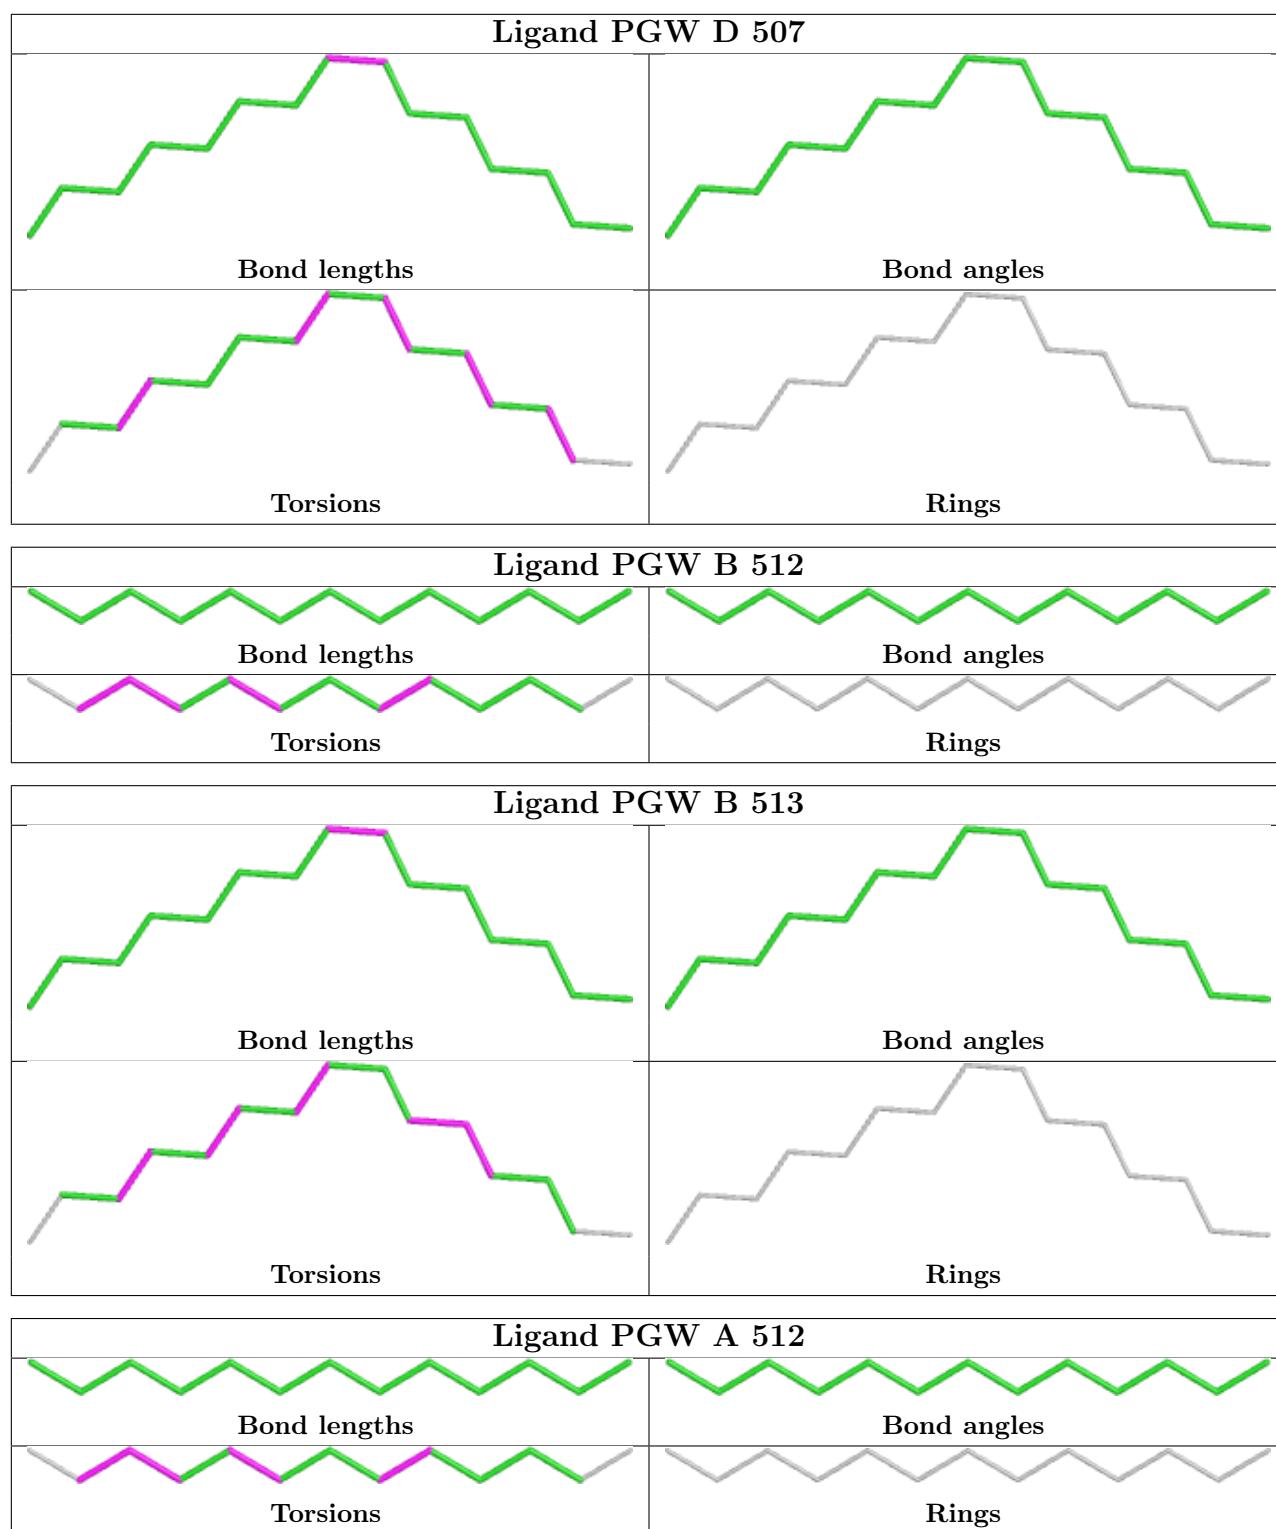 Ligand PGW D 507
Bond lengths
Bond angles
Torsions
Rings
Ligand PGW B 512
Bond lengths
Bond angles
Torsions
Rings
Ligand PGW B 513
Bond lengths
Bond angles
Torsions
Rings
Ligand PGW A 512
Bond lengths
Bond angles
Torsions
Rings